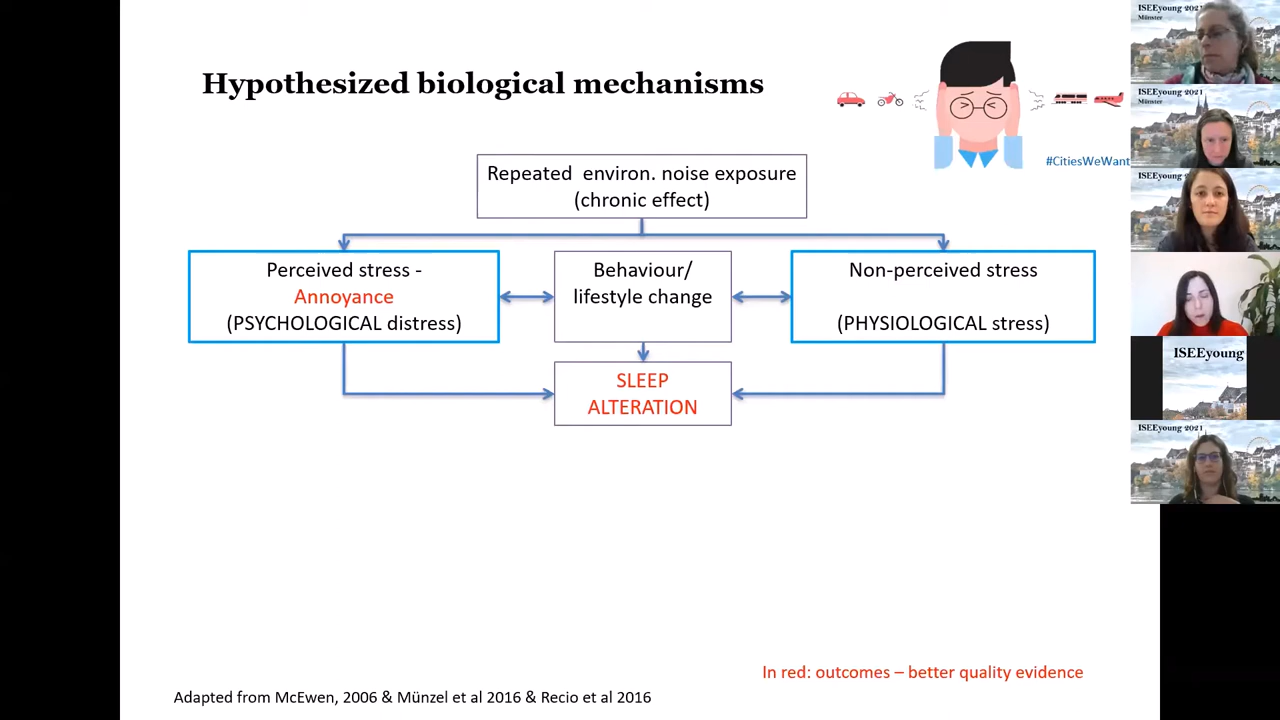 Hypothesized biological mechanisms
#CitiesWeWant
Repeated environ. noise exposure
(chronic effect)
Perceived stress -
Annoyance
(PSYCHOLOGICAL distress)
Behaviour/
lifestyle change
Non-perceived stress
(PHYSIOLOGICAL stress)
SLEEP
ALTERATION
In red: outcomes – better quality evidence
Adapted from McEwen, 2006 & Münzel et al 2016 & Recio et al 2016
ISEEyoung 2021
Münster
ISEEyoung 2021
Münster
ISEEyoung 2021
ISEEyoung
ISEEyoung 2021